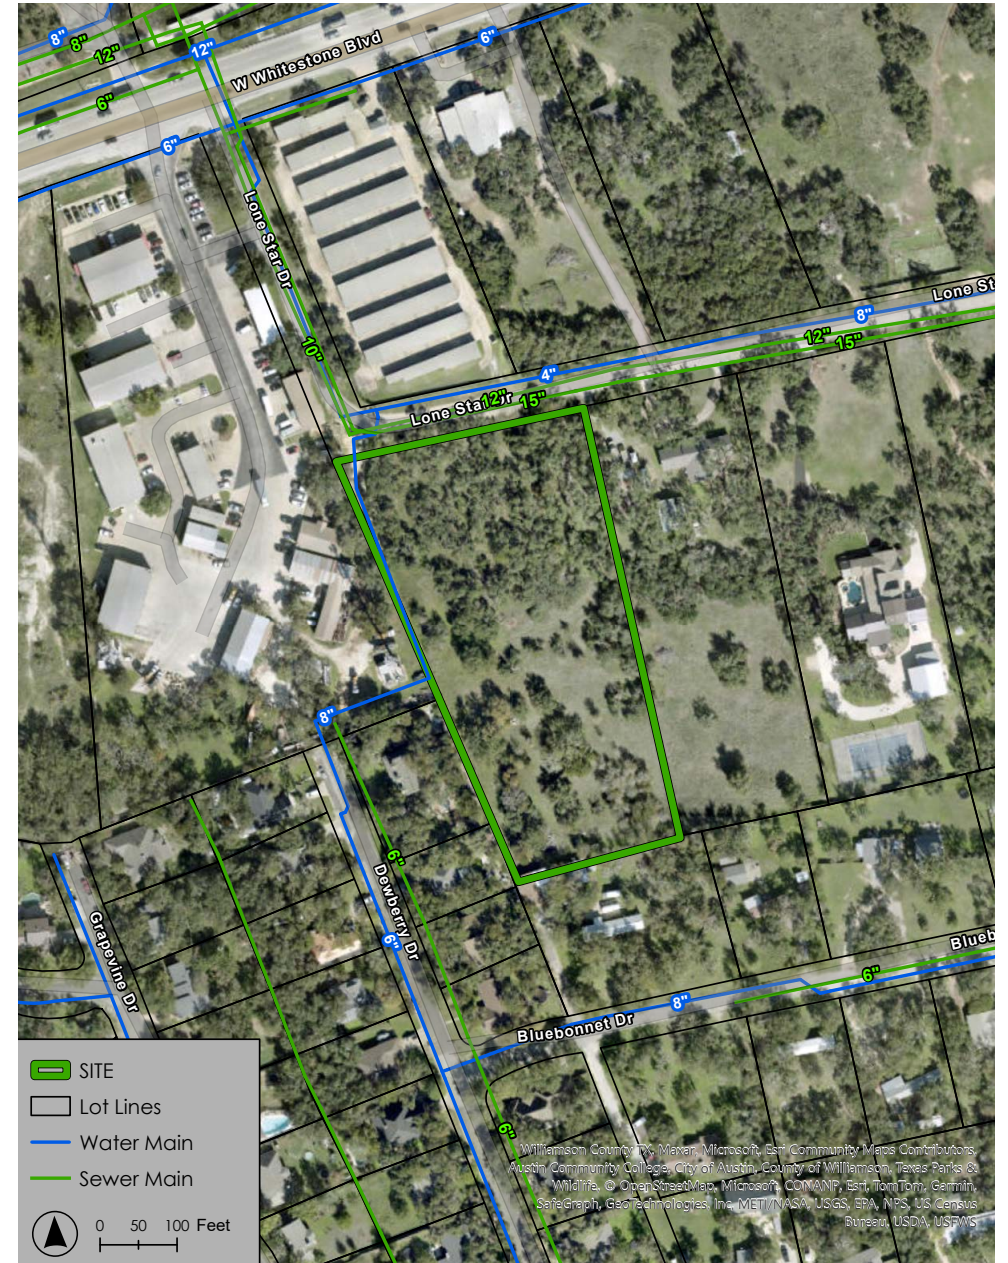 8"
8"
12"
12"
6"
6"
6"
W Whitestone Blvd
Lone Star Dr
10"
Lone St
8"
12"
15"
4"
12"
15"
Lone Star Dr
8"
6"
Dewberry Dr
6"
Grapevine Dr
Blueb
6"
8"
Bluebonnet Dr
6"
SITE
Lot Lines
Water Main
Sewer Main
0 50 100 Feet
Williamson County TX, Maxar, Microsoft, Esri Community Maps Contributors,
Austin Community College, City of Austin, County of Williamson, Texas Parks &
Wildlife, © OpenStreetMap, Microsoft, CONANP, Esri, TomTom, Garmin,
SafeGraph, GeoTechnologies, Inc, METI/NASA, USGS, EPA, NPS, US Census
Bureau, USDA, USFWS